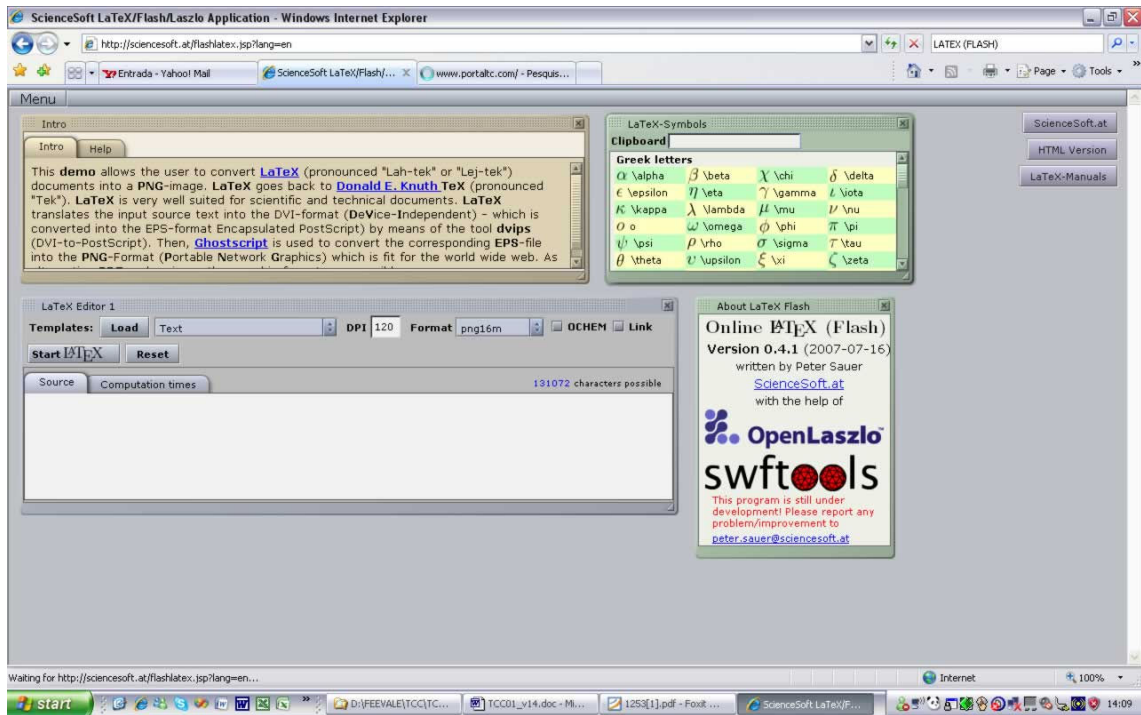 ScienceSoft LaTeX/Flash/Laszlo Application - Windows Internet Explorer
http://sciencesoft.at/flashlatex.jsp?lang=en
LATEX (FLASH)
Entrada - Yahoo! Mail
ScienceSoft LaTeX/Flash/...
www.portaltc.com/ - Pesquis...
Page
Tools
Menu
Intro
Intro
Help
This demo allows the user to convert LaTeX (pronounced "Lah-tek" or "Lej-tek")
documents into a PNG-image. LaTeX goes back to Donald E. Knuth TeX (pronounced
"Tek"). LaTeX is very well suited for scientific and technical documents. LaTeX
translates the input source text into the DVI-format (DeVice-Independent) - which is
converted into the EPS-format Encapsulated PostScript) by means of the tool dvips
(DVI-to-PostScript). Then, Ghostscript is used to convert the corresponding EPS-file
into the PNG-Format (Portable Network Graphics) which is fit for the world wide web. As
LaTeX-Symbols
Clipboard
Greek letters
α \alpha β \beta χ \chi δ \delta
ϵ \epsilon η \eta γ \gamma ι \iota
κ \kappa λ \lambda μ \mu ν \nu
o o ω \omega ϕ \phi π \pi
ψ \psi ρ \rho σ \sigma τ \tau
θ \theta υ \upsilon ξ \xi ζ \zeta
ScienceSoft.at
HTML Version
LaTeX-Manuals
LaTeX Editor 1
Templates: Load Text DPI 120 Format png16m OCHEM Link
Start LaTeX Reset
Source
Computation times
131072 characters possible
About LaTeX Flash
Online LaTeX (Flash)
Version 0.4.1 (2007-07-16)
written by Peter Sauer
ScienceSoft.at
with the help of
OpenLaszlo™
swftools
This program is still under
development! Please report any
problem/improvement to
peter.sauer@sciencesoft.at
Waiting for http://sciencesoft.at/flashlatex.jsp?lang=en...
Internet
100%
start
D:\FEEVALE\TCC\TC...
TCC01_v14.doc - Mi...
1253[1].pdf - Foxit ...
ScienceSoft LaTeX/F...
14:09